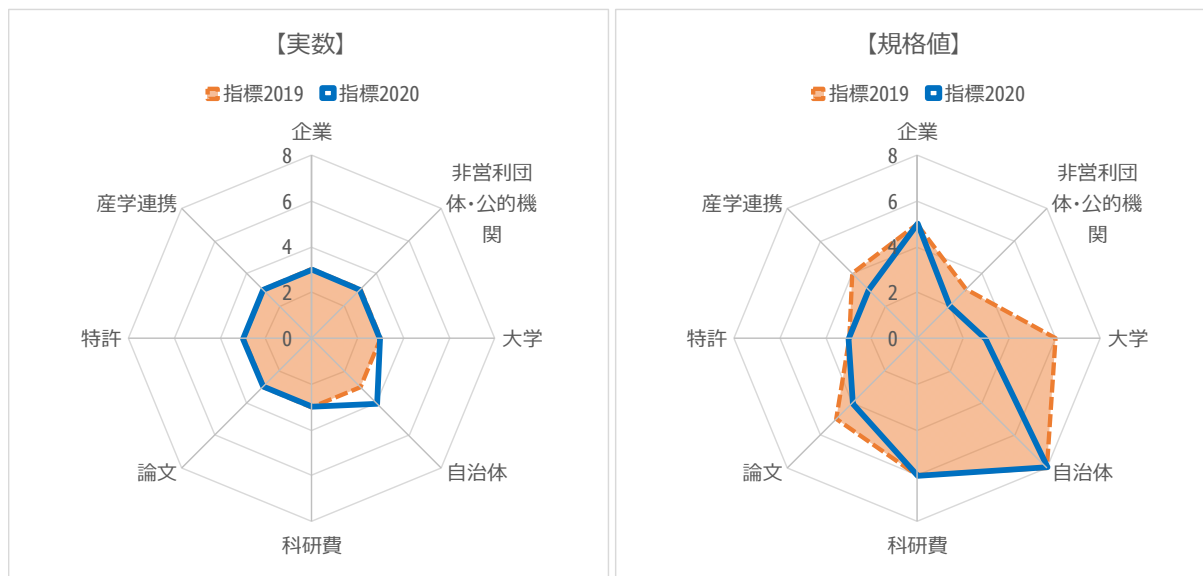 【実数】
指標2019 指標2020
企業
非営利団
体・公的機
関
大学
自治体
科研費
論文
特許
産学連携
8
6
4
2
0
【規格値】
指標2019 指標2020
企業
非営利団
体・公的機
関
大学
自治体
科研費
論文
特許
産学連携
8
6
4
2
0